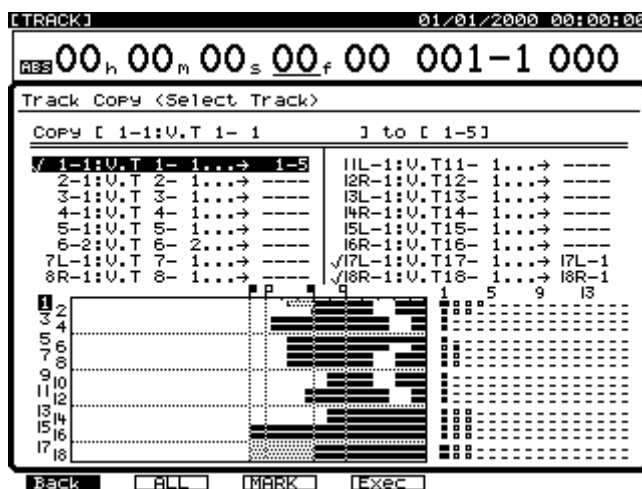 [TRACK] 01/01/2000 00:00:00
ABS 00h 00m 00s 00f 00 001-1 000
Track Copy <Select Track>
Copy [ 1-1:V.T 1- 1 ] to [ 1-5]
√ 1-1:V.T 1- 1...→ 1-5
2-1:V.T 2- 1...→ ----
3-1:V.T 3- 1...→ ----
4-1:V.T 4- 1...→ ----
5-1:V.T 5- 1...→ ----
6-2:V.T 6- 2...→ ----
7L-1:V.T 7- 1...→ ----
8R-1:V.T 8- 1...→ ----
11L-1:V.T11- 1...→ ----
12R-1:V.T12- 1...→ ----
13L-1:V.T13- 1...→ ----
14R-1:V.T14- 1...→ ----
15L-1:V.T15- 1...→ ----
16R-1:V.T16- 1...→ ----
√17L-1:V.T17- 1...→ 17L-1
√18R-1:V.T18- 1...→ 18R-1
1 5 9 13
1
2
3
4
5
6
7
8
9
10
11
12
13
14
15
16
17
18
Back ALL MARK Exec